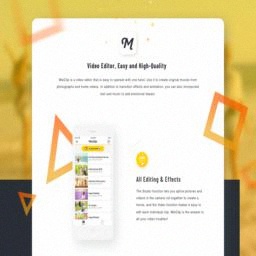 M
Video Editor, Easy and High-Quality
MixClip is a video editor that is easy to operate with one hand. Use it to create original movies from
photographs and home videos. In addition to transition effects and animation, you can also incorporate
text and music to add emotional impact.
MixClip
All Editing & Effects
The Studio function lets you splice pictures and
videos in the camera roll together to create a
movie, and the Video function makes it easy to
edit each individual clip. MixClip is the answer to
all your video troubles!